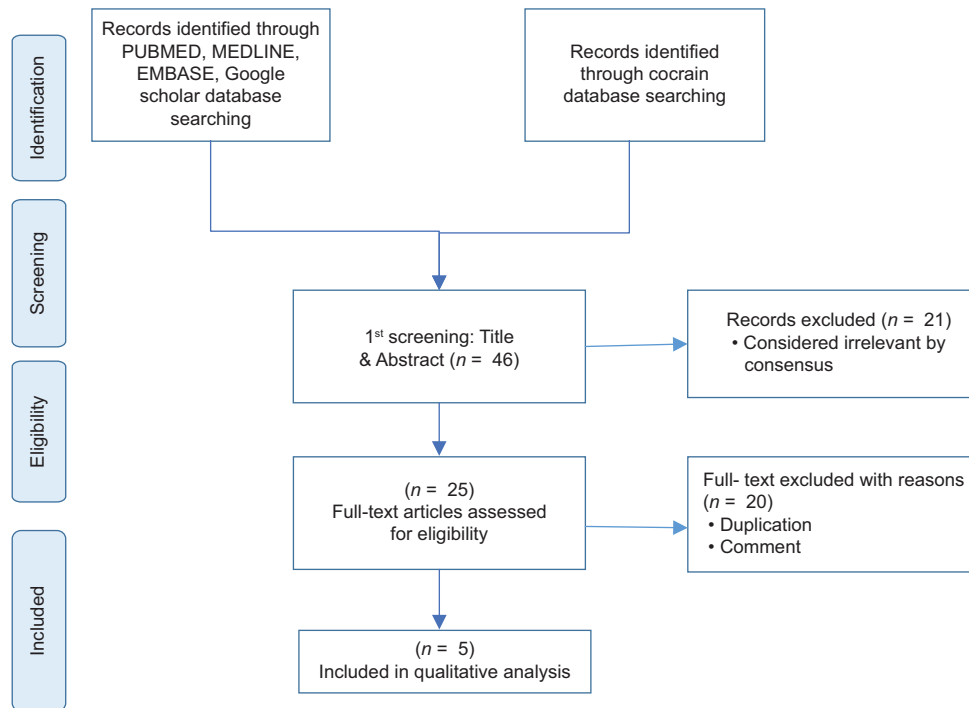 Identification
Records identified through
PUBMED, MEDLINE,
EMBASE, Google
scholar database
searching
Records identified
through cocrain
database searching
Screening
1st screening: Title
& Abstract (n = 46)
Records excluded (n = 21)
• Considered irrelevant by
consensus
Eligibility
(n = 25)
Full-text articles assessed
for eligibility
Full- text excluded with reasons
(n = 20)
• Duplication
• Comment
Included
(n = 5)
Included in qualitative analysis